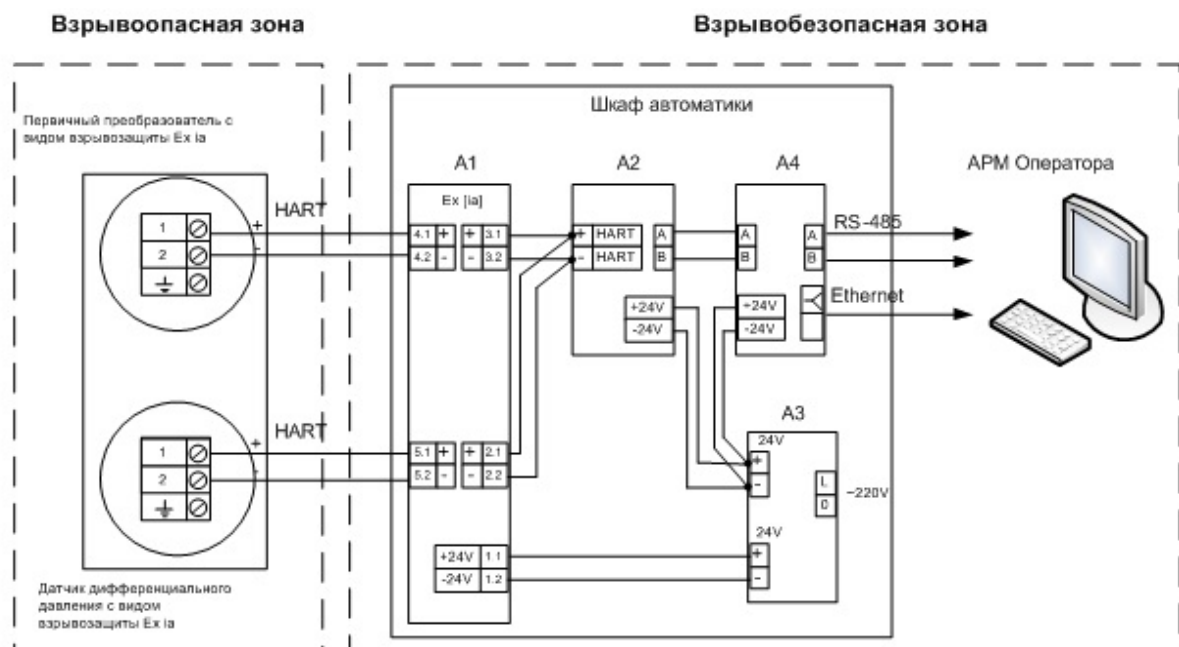 Взрывоопасная зона
Взрывобезопасная зона
Первичный преобразователь с
видом взрывозащиты Ex ia
1
2
+
-
HART
1
2
+
-
HART
Датчик дифференциального
давления с видом
взрывозащиты Ex ia
Шкаф автоматики
A1
Ex [ia]
4.1 + + 3.1
4.2 - - 3.2
5.1 + + 2.1
5.2 - - 2.2
+24V 1.1
-24V 1.2
A2
+ HART A
- HART B
+24V
-24V
A4
A A
B B
+24V
-24V
A3
24V
+
-
L
0
~220V
24V
+
-
RS-485
Ethernet
АРМ Оператора